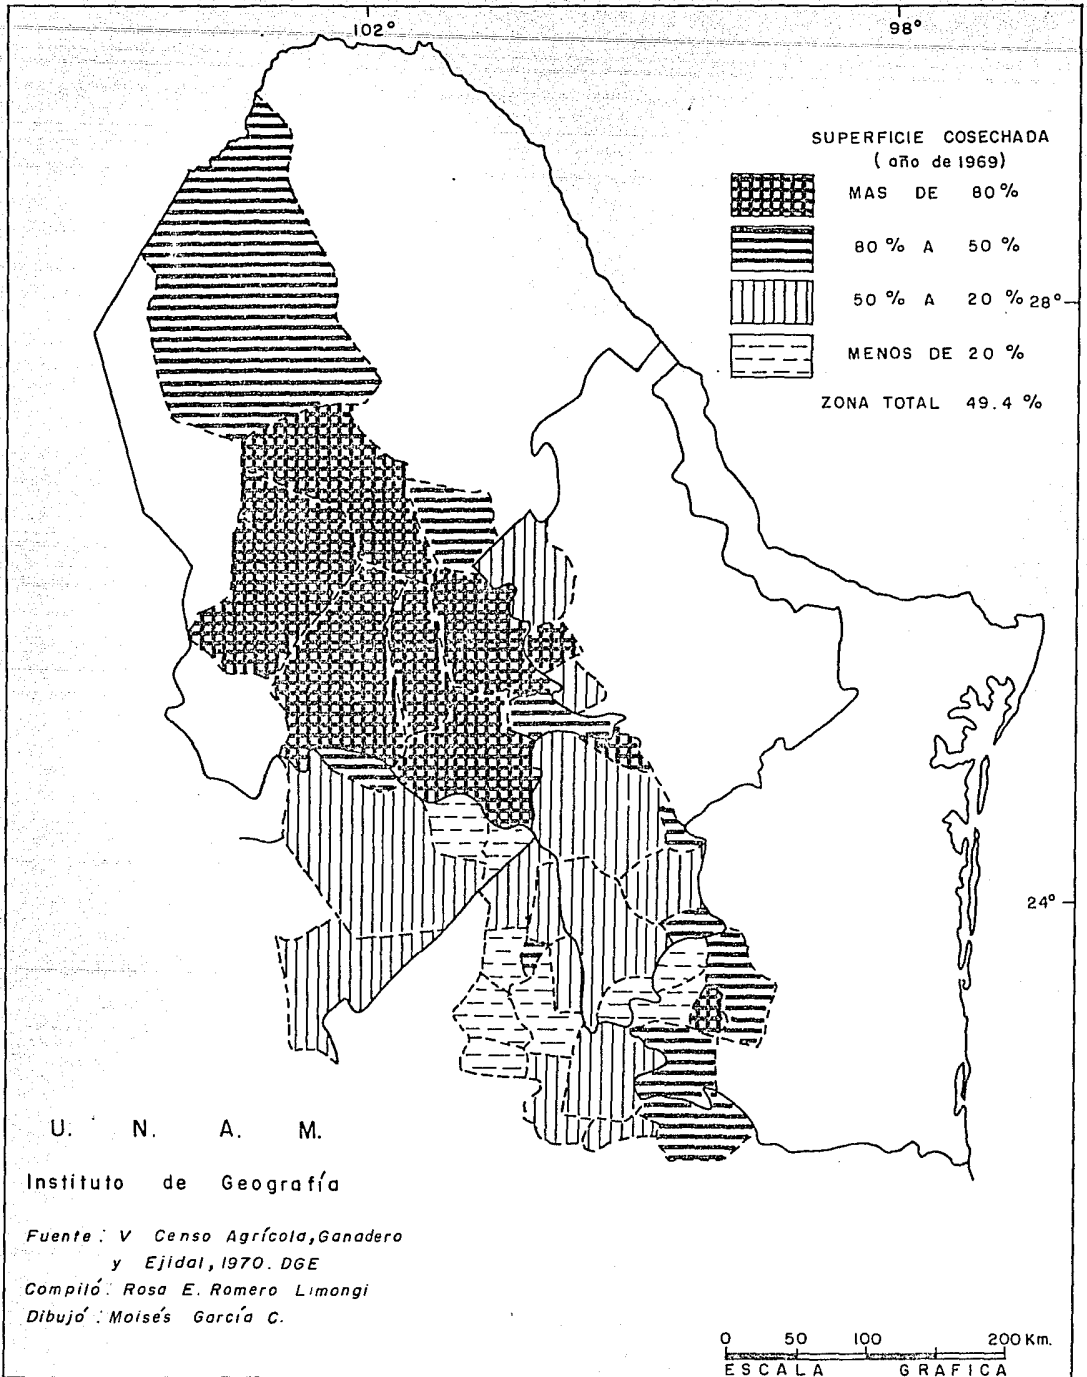 102° 98°
SUPERFICIE COSECHADA
( año de 1969)
MAS DE 80 %
80 % A 50 %
50 % A 20 %
28°
MENOS DE 20 %
ZONA TOTAL 49.4 %
24°
U. N. A. M.
Instituto de Geografía
Fuente : V Censo Agrícola, Ganadero
y Ejidal, 1970. DGE
Compiló : Rosa E. Romero Limongi
Dibujó : Moisés García C.
0 50 100 200 Km.
ESCALA GRAFICA